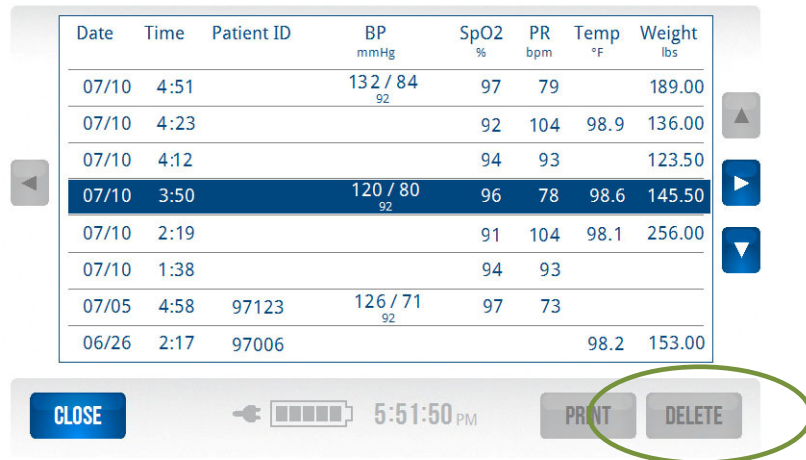 Date Time Patient ID BP SpO2 PR Temp Weight
mmHg % bpm °F lbs
07/10 4:51 132 / 84 97 79 189.00
92
07/10 4:23 92 104 98.9 136.00
07/10 4:12 94 93 123.50
07/10 3:50 120 / 80 96 78 98.6 145.50
92
07/10 2:19 91 104 98.1 256.00
07/10 1:38 94 93
07/05 4:58 97123 126 / 71 97 73
92
06/26 2:17 97006 98.2 153.00
CLOSE 5:51:50 PM PRINT DELETE